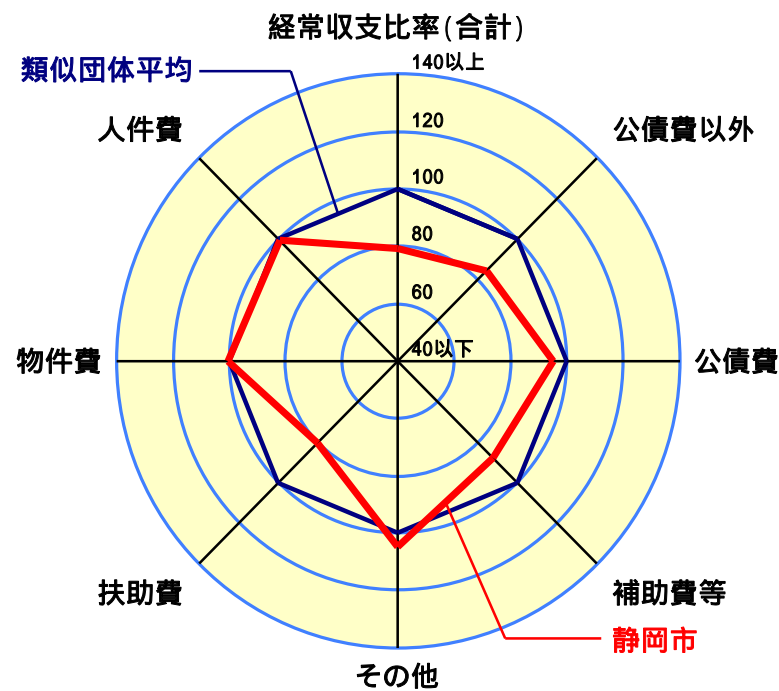 経常収支比率(合計)
140以上
類似団体平均
120
人件費
公債費以外
100
80
60
40以下
物件費
公債費
扶助費
補助費等
静岡市
その他